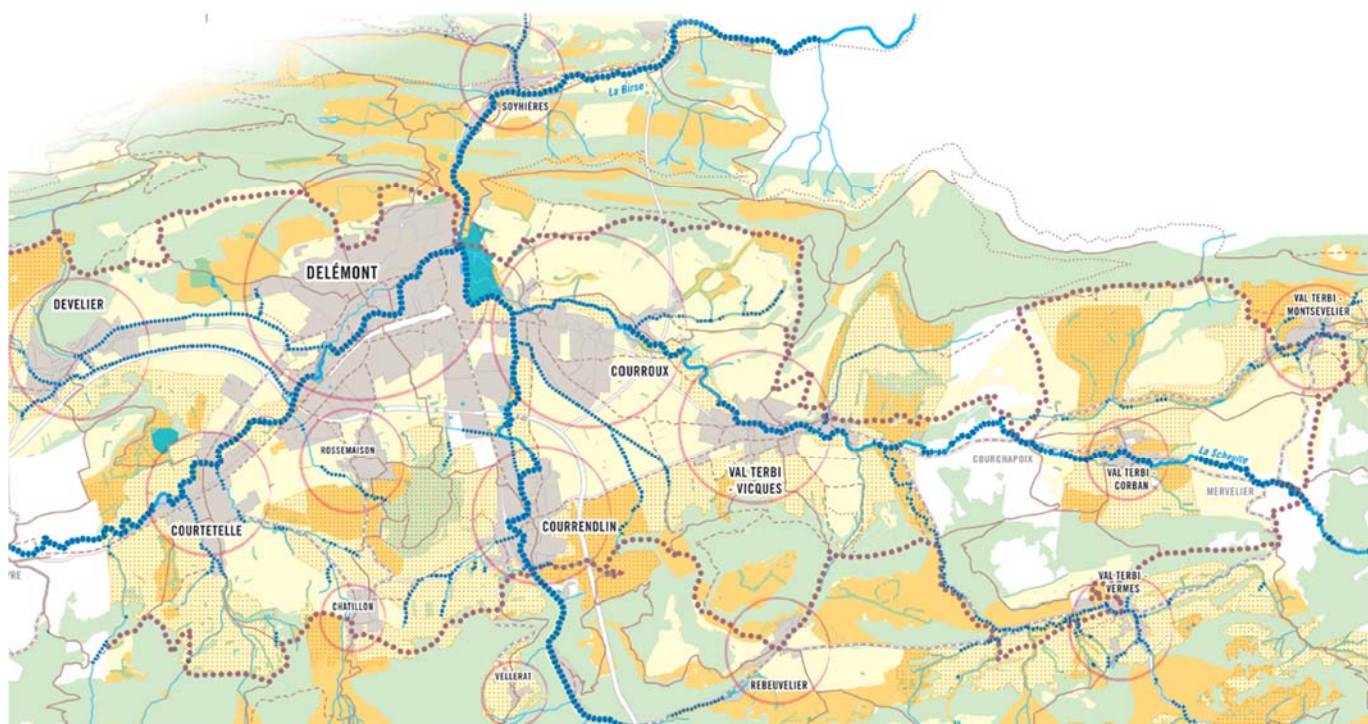 La Birse
SOYHIÈRES
DELÉMONT
DEVELIER
VAL TERBI -
MONTSEVELIER
COURROUX
ROSSEMAISON
VAL TERBI
- VICQUES
COURCHAPOIX
La Scheulte
VAL TERBI
CORBAN
MERVELIER
COURTETELLE
COURRENDLIN
YRE
VAL TERBI -
VERMES
CHATILLON
VELLERAT
REBEUVELIER